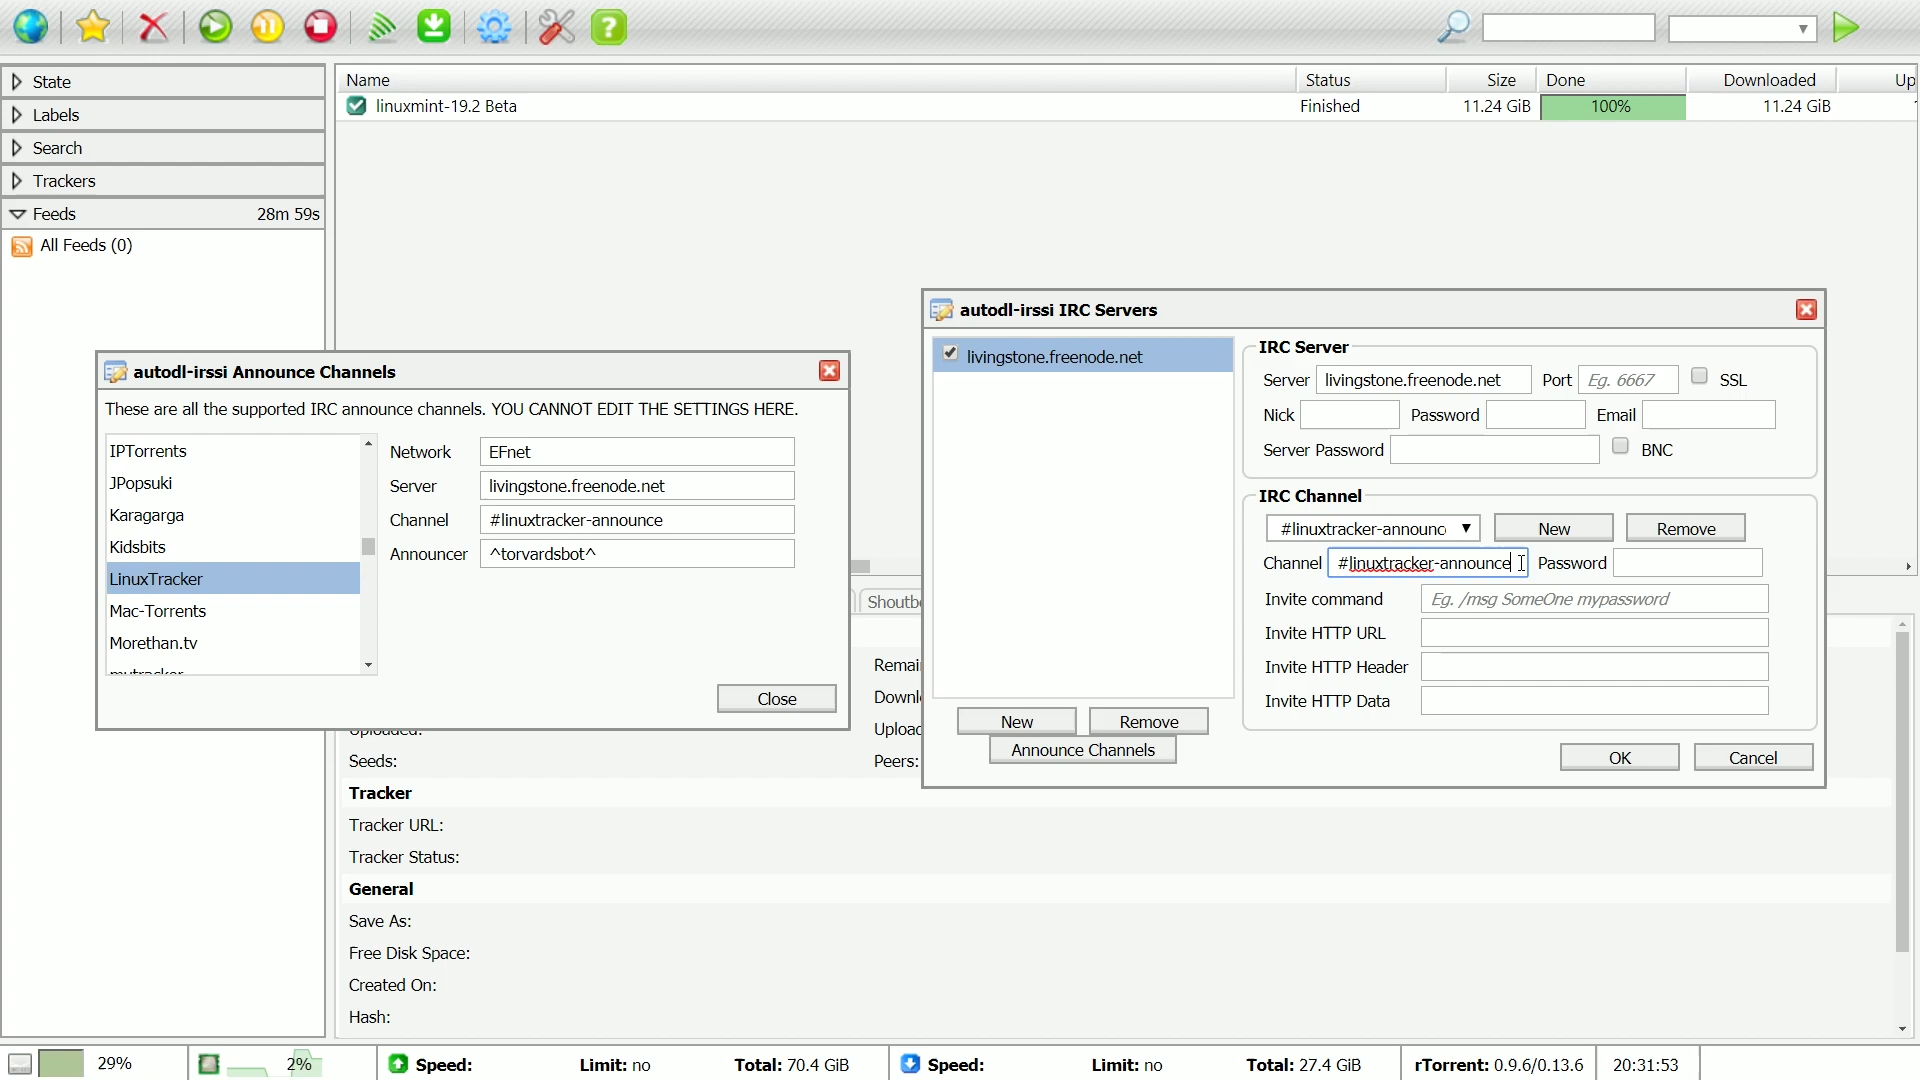 State
Labels
Search
Trackers
Feeds 28m 59s
All Feeds (0)
Name Status Size Done Downloaded Up
linuxmint-19.2 Beta Finished 11.24 GiB 100% 11.24 GiB
autodl-irssi Announce Channels
These are all the supported IRC announce channels. YOU CANNOT EDIT THE SETTINGS HERE.
IPTorrents
JPopsuki
Karagarga
Kidsbits
LinuxTracker
Mac-Torrents
Morethan.tv
Network EFnet
Server livingstone.freenode.net
Channel #linuxtracker-announce
Announcer ^torvardsbot^
Close
autodl-irssi IRC Servers
livingstone.freenode.net
New Remove
Announce Channels
IRC Server
Server livingstone.freenode.net Port Eg. 6667 SSL
Nick Password Email
Server Password BNC
IRC Channel
#linuxtracker-announc New Remove
Channel #linuxtracker-announce Password
Invite command Eg. /msg SomeOne mypassword
Invite HTTP URL
Invite HTTP Header
Invite HTTP Data
OK Cancel
Shoutb
Remai
Downl
Uploaded: Uploac
Seeds: Peers:
Tracker
Tracker URL:
Tracker Status:
General
Save As:
Free Disk Space:
Created On:
Hash:
29% 2% Speed: Limit: no Total: 70.4 GiB Speed: Limit: no Total: 27.4 GiB rTorrent: 0.9.6/0.13.6 20:31:53